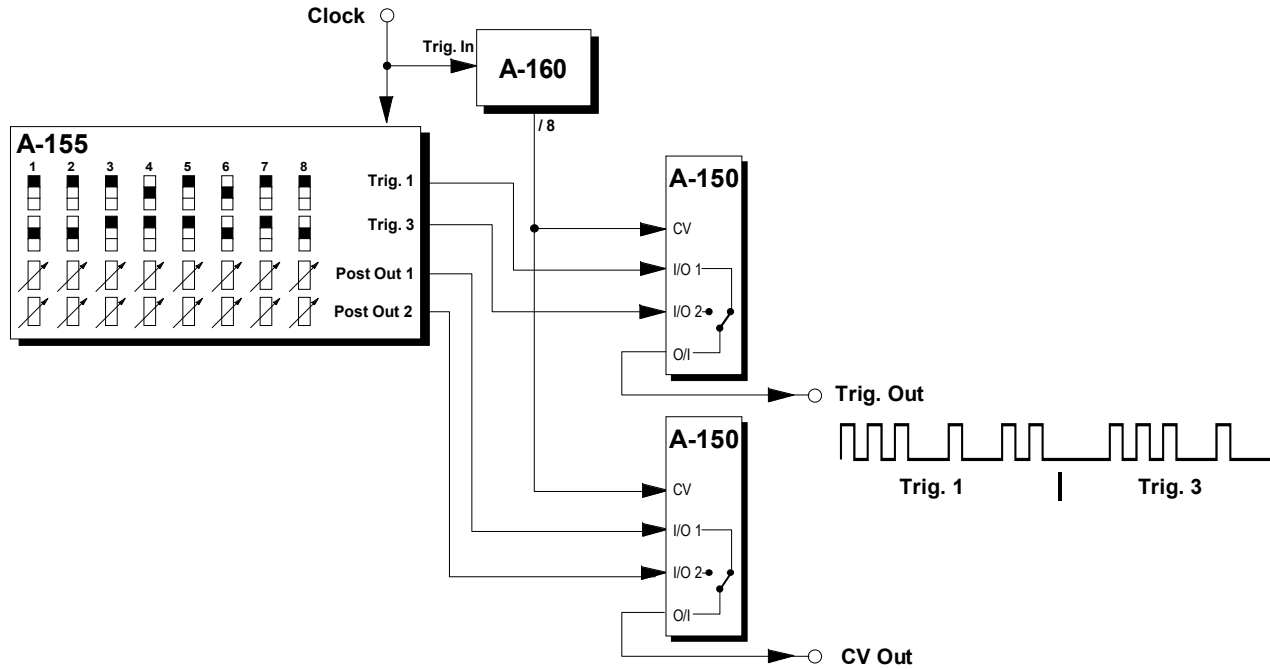 Clock
Trig. In
A-160
/ 8
A-155
1 2 3 4 5 6 7 8
Trig. 1
Trig. 3
Post Out 1
Post Out 2
A-150
CV
I/O 1
I/O 2
O/I
Trig. Out
Trig. 1
Trig. 3
A-150
CV
I/O 1
I/O 2
O/I
CV Out